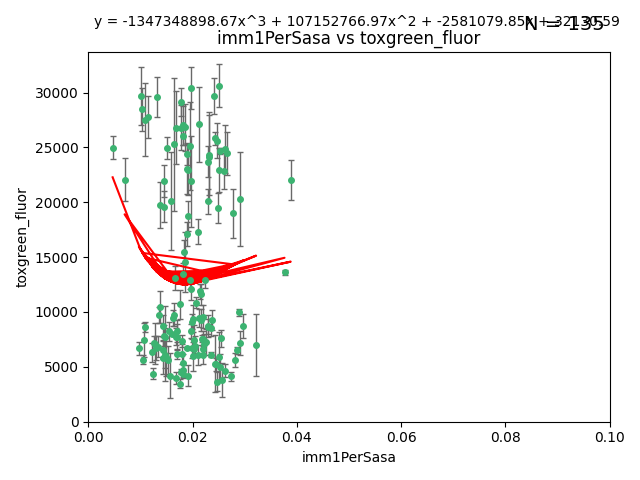 y = -1347348898.67x^3 + 107152766.97x^2 + -2581079.85x + 32130.59
N = 135
imm1PerSasa vs toxgreen_fluor
30000
25000
20000
15000
10000
5000
0
0.00 0.02 0.04 0.06 0.08 0.10
imm1PerSasa
toxgreen_fluor